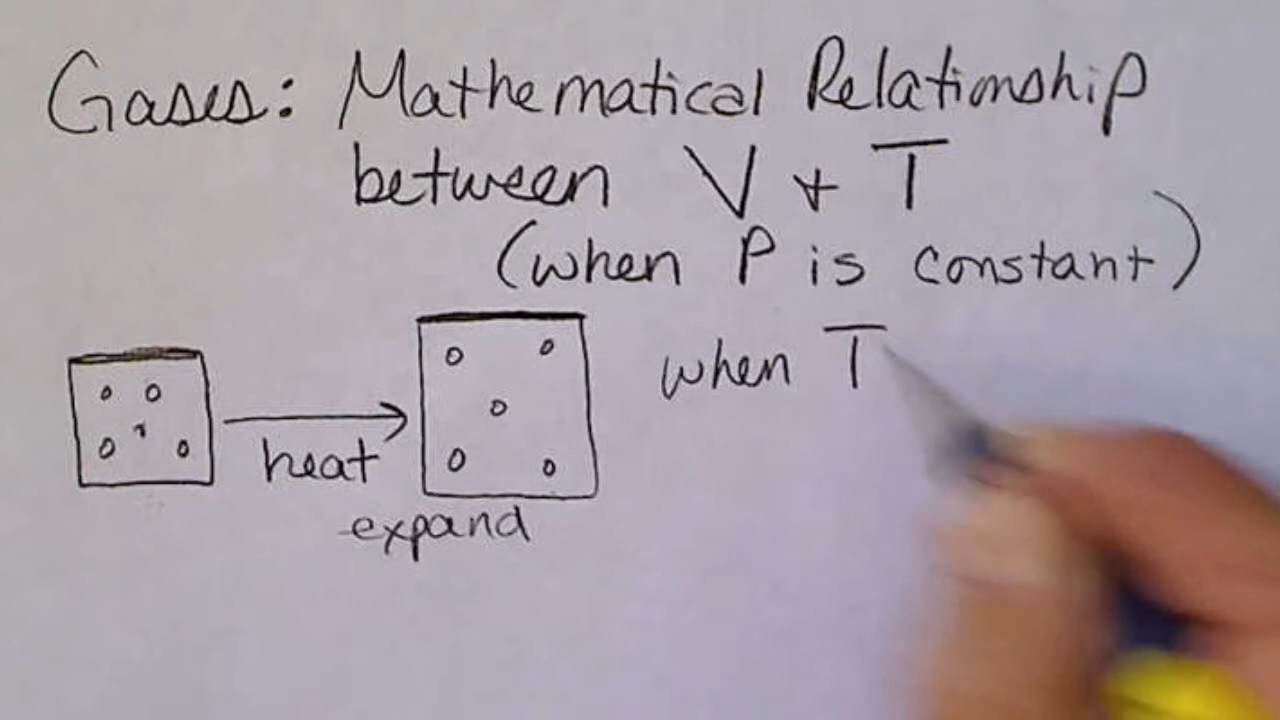 Gases: Mathematical Relationship
between V + T
(when P is constant)
when T
heat
expand